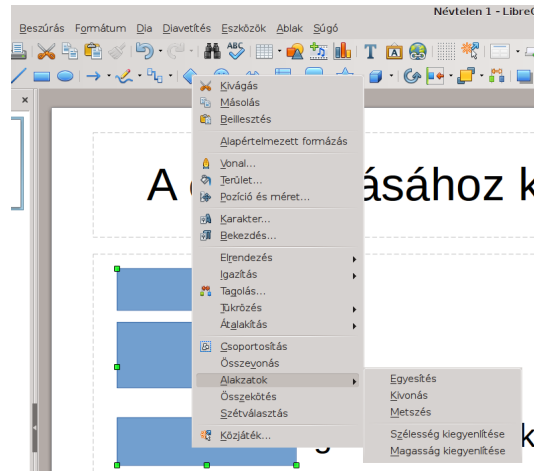 Névtelen 1 - LibreO
Beszúrás Formátum Dia Diavetítés Eszközök Ablak Súgó
Kivágás
Másolás
Beillesztés
Alapértelmezett formázás
A
ásához k
Vonal...
Terület...
Pozíció és méret...
Karakter...
Bekezdés...
Elrendezés
Igazítás
Tagolás...
Tükrözés
Átalakítás
Csoportosítás
Összevonás
Alakzatok
Egyesítés
Összekötés
Kivonás
Szétválasztás
Metszés
Közjáték...
Szélesség kiegyenlítése
Magasság kiegyenlítése